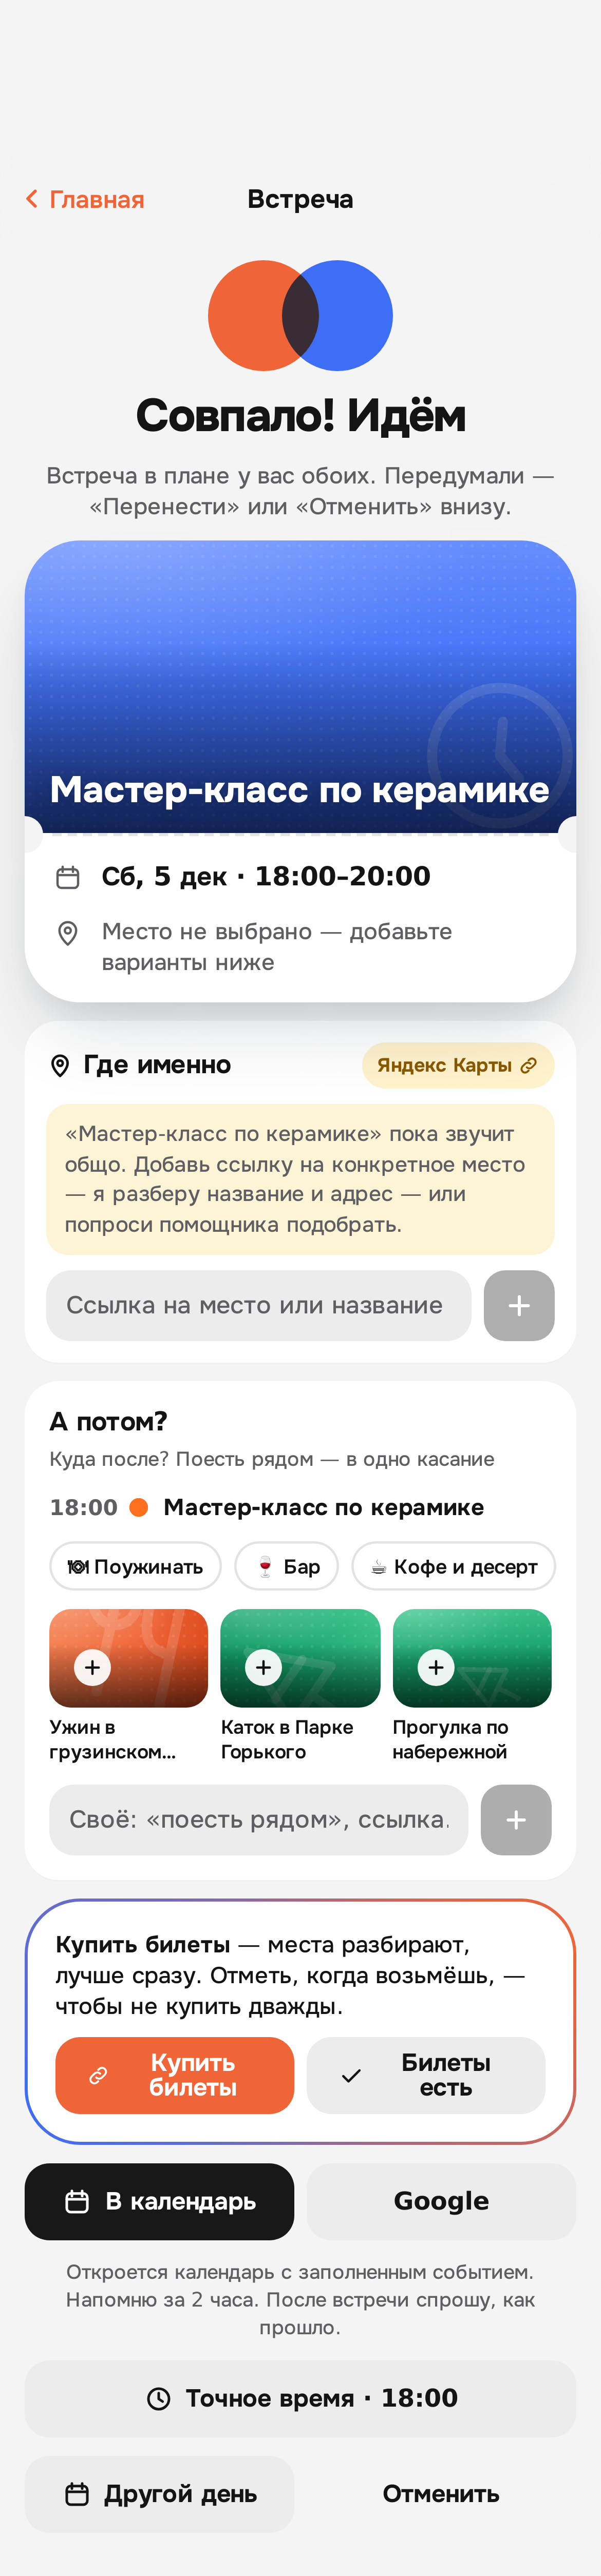 Главная
Встреча
Совпало! Идём
Встреча в плане у вас обоих. Передумали —
«Перенести» или «Отменить» внизу.
Мастер-класс по керамике
Сб, 5 дек · 18:00–20:00
Место не выбрано — добавьте
варианты ниже
Где именно
Яндекс Карты
«Мастер-класс по керамике» пока звучит
общо. Добавь ссылку на конкретное место
— я разберу название и адрес — или
попроси помощника подобрать.
Ссылка на место или название
А потом?
Куда после? Поесть рядом — в одно касание
18:00 Мастер-класс по керамике
🍽 Поужинать
🍷 Бар
☕ Кофе и десерт
Ужин в
грузинском…
Каток в Парке
Горького
Прогулка по
набережной
Своё: «поесть рядом», ссылка.
Купить билеты — места разбирают,
лучше сразу. Отметь, когда возьмёшь, —
чтобы не купить дважды.
Купить
билеты
Билеты
есть
В календарь
Google
Откроется календарь с заполненным событием.
Напомню за 2 часа. После встречи спрошу, как
прошло.
Точное время · 18:00
Другой день
Отменить